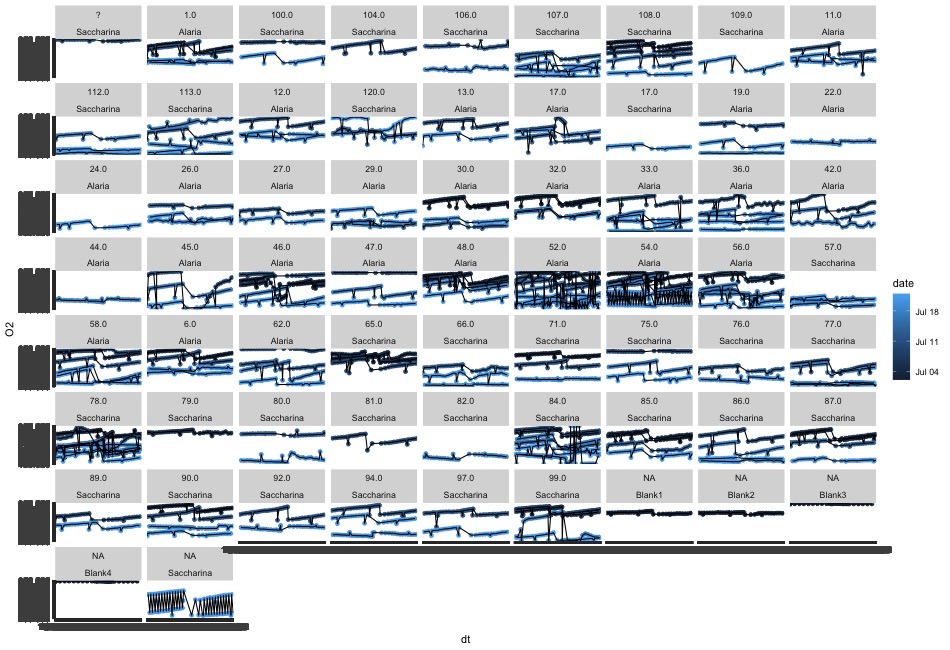 ? 1.0 100.0 104.0 106.0 107.0 108.0 109.0 11.0
Saccharina Alaria Saccharina Saccharina Saccharina Saccharina Saccharina Saccharina Alaria
112.0 113.0 12.0 120.0 13.0 17.0 17.0 19.0 22.0
Saccharina Saccharina Alaria Saccharina Alaria Alaria Saccharina Alaria Alaria
24.0 26.0 27.0 29.0 30.0 32.0 33.0 36.0 42.0
Alaria Alaria Alaria Alaria Alaria Alaria Alaria Alaria Alaria
44.0 45.0 46.0 47.0 48.0 52.0 54.0 56.0 57.0
Alaria Alaria Alaria Alaria Alaria Alaria Alaria Alaria Saccharina
O2
date
Jul 18
Jul 11
Jul 04
58.0 6.0 62.0 65.0 66.0 71.0 75.0 76.0 77.0
Alaria Alaria Alaria Saccharina Saccharina Saccharina Saccharina Saccharina Saccharina
78.0 79.0 80.0 81.0 82.0 84.0 85.0 86.0 87.0
Saccharina Saccharina Saccharina Saccharina Saccharina Saccharina Saccharina Saccharina Saccharina
89.0 90.0 92.0 94.0 97.0 99.0 NA NA NA
Saccharina Saccharina Saccharina Saccharina Saccharina Saccharina Blank1 Blank2 Blank3
NA NA
Blank4 Saccharina
dt